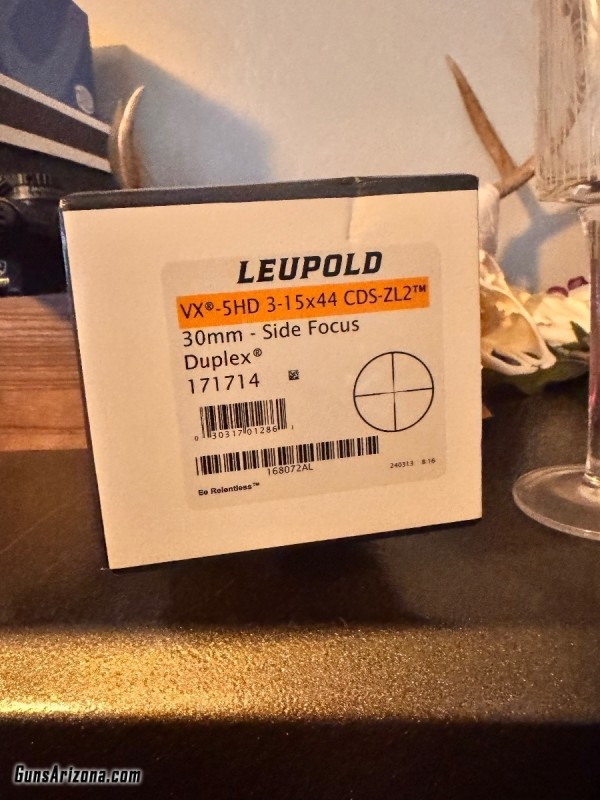 LEUPOLD
VX®-5HD 3-15x44 CDS-ZL2™
30mm - Side Focus
Duplex®
171714
0 30317 01286 1
168072AL
240313 8:16
Be Relentless™
GunsArizona.com